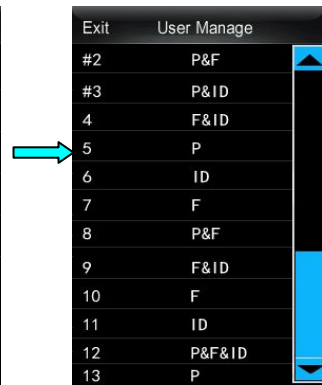 Exit User Manage
#2 P&F
#3 P&ID
4 F&ID
5 P
6 ID
7 F
8 P&F
9 F&ID
10 F
11 ID
12 P&F&ID
13 P